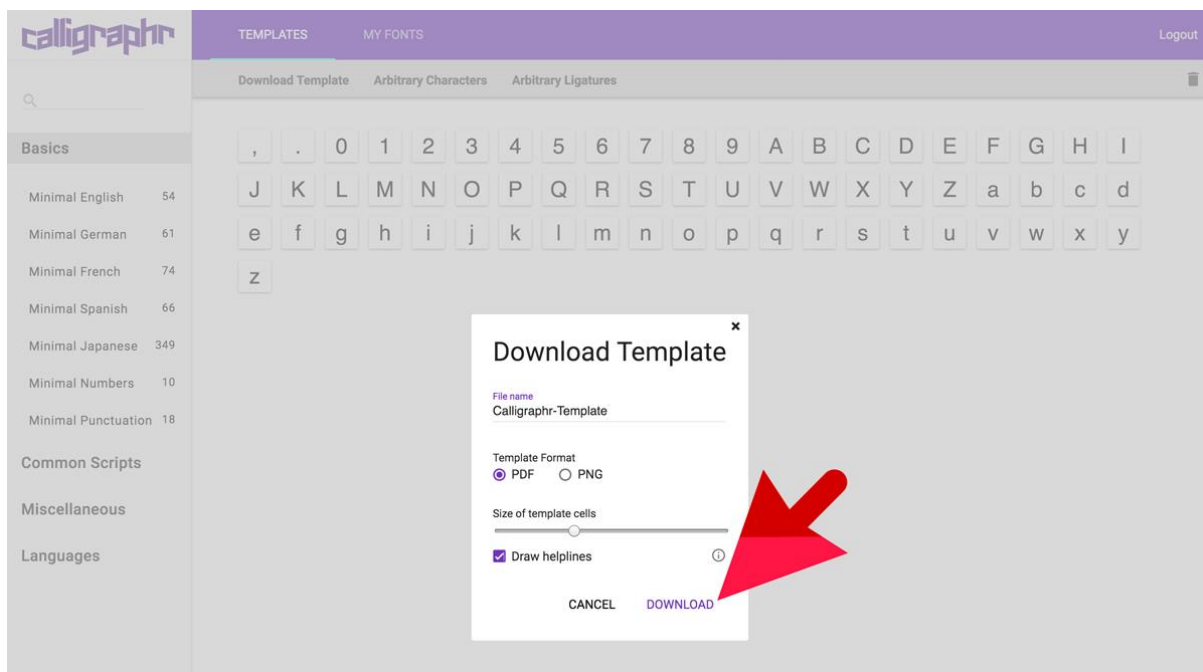 calligraphr
TEMPLATES MY FONTS Logout
Download Template Arbitrary Characters Arbitrary Ligatures
Basics
Minimal English 54
Minimal German 61
Minimal French 74
Minimal Spanish 66
Minimal Japanese 349
Minimal Numbers 10
Minimal Punctuation 18
Common Scripts
Miscellaneous
Languages
, . 0 1 2 3 4 5 6 7 8 9 A B C D E F G H I
J K L M N O P Q R S T U V W X Y Z a b c d
e f g h i j k l m n o p q r s t u v w x y
z
Download Template
File name
Calligraphr-Template
Template Format
PDF PNG
Size of template cells
Draw helplines
CANCEL DOWNLOAD